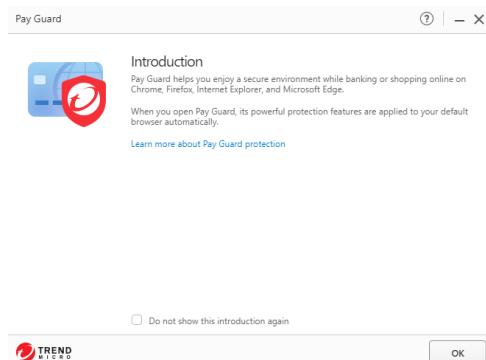 Pay Guard
Introduction
Pay Guard helps you enjoy a secure environment while banking or shopping online on
Chrome, Firefox, Internet Explorer, and Microsoft Edge.
When you open Pay Guard, its powerful protection features are applied to your default
browser automatically.
Learn more about Pay Guard protection
Do not show this introduction again
TREND
MICRO
OK